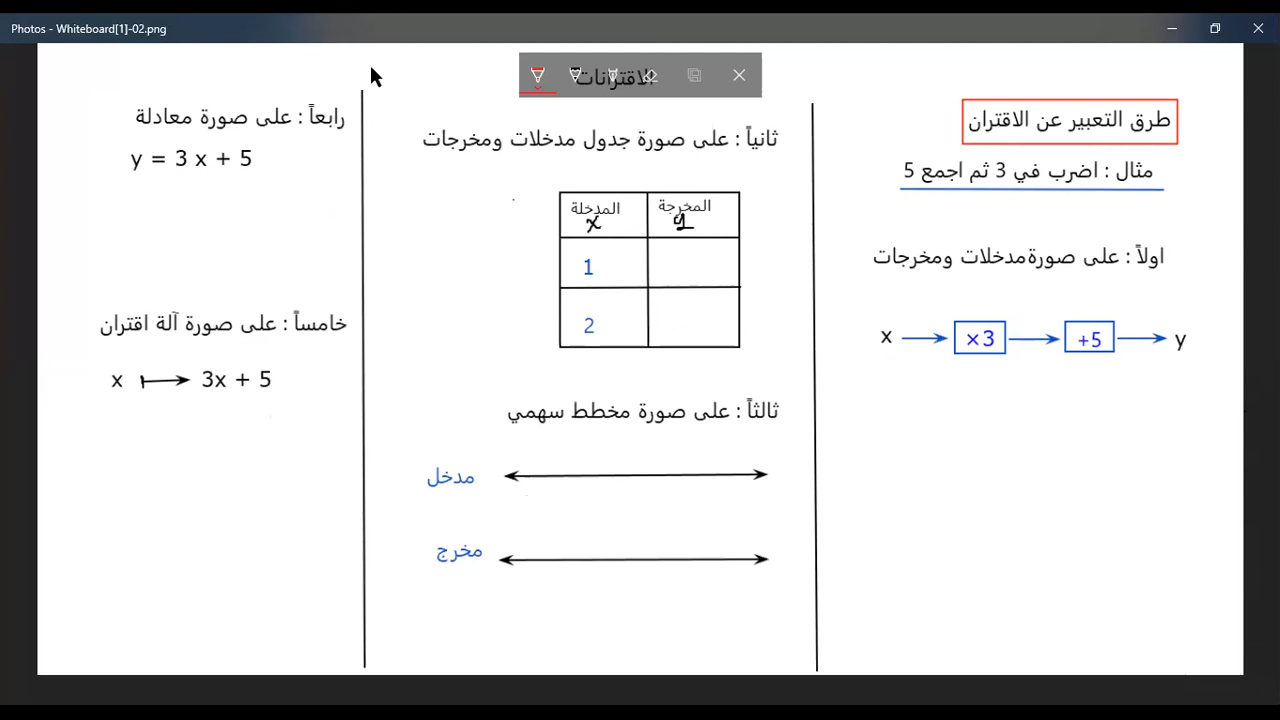 Photos - Whiteboard[1]-02.png
الاقترانات
طرق التعبير عن الاقتران
مثال : اضرب في 3 ثم اجمع 5
اولاً : على صورة مدخلات ومخرجات
x ×3 +5 y
ثانياً : على صورة جدول مدخلات ومخرجات
المدخلة المخرجة
x y
1
2
ثالثاً : على صورة مخطط سهمي
مدخل
مخرج
رابعاً : على صورة معادلة
y = 3 x + 5
خامساً : على صورة آلة اقتران
x ↦ 3x + 5